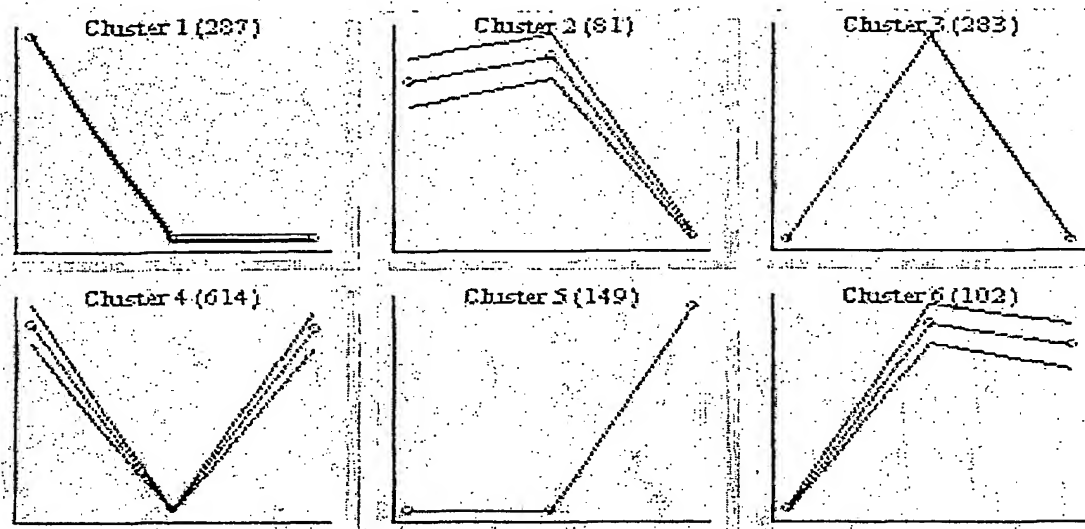 Cluster 1 (287)
Cluster 2 (81)
Cluster 3 (283)
Cluster 4 (614)
Cluster 5 (149)
Cluster 6 (102)